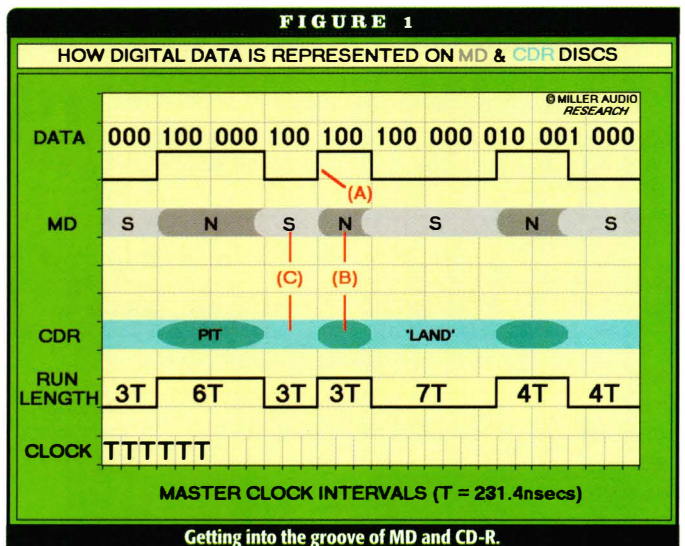 FIGURE 1
HOW DIGITAL DATA IS REPRESENTED ON MD & CDR DISCS
© MILLER AUDIO
RESEARCH
DATA 000 100 000 100 100 100 000 010 001 000
(A)
MD S N S N S N S
(C) (B)
CDR PIT 'LAND'
RUN
LENGTH 3T 6T 3T 3T 7T 4T 4T
CLOCK TTTTTT
MASTER CLOCK INTERVALS (T = 231.4nsecs)
Getting into the groove of MD and CD-R.